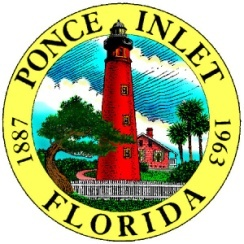 PONCE INLET
1887
1963
FLORIDA